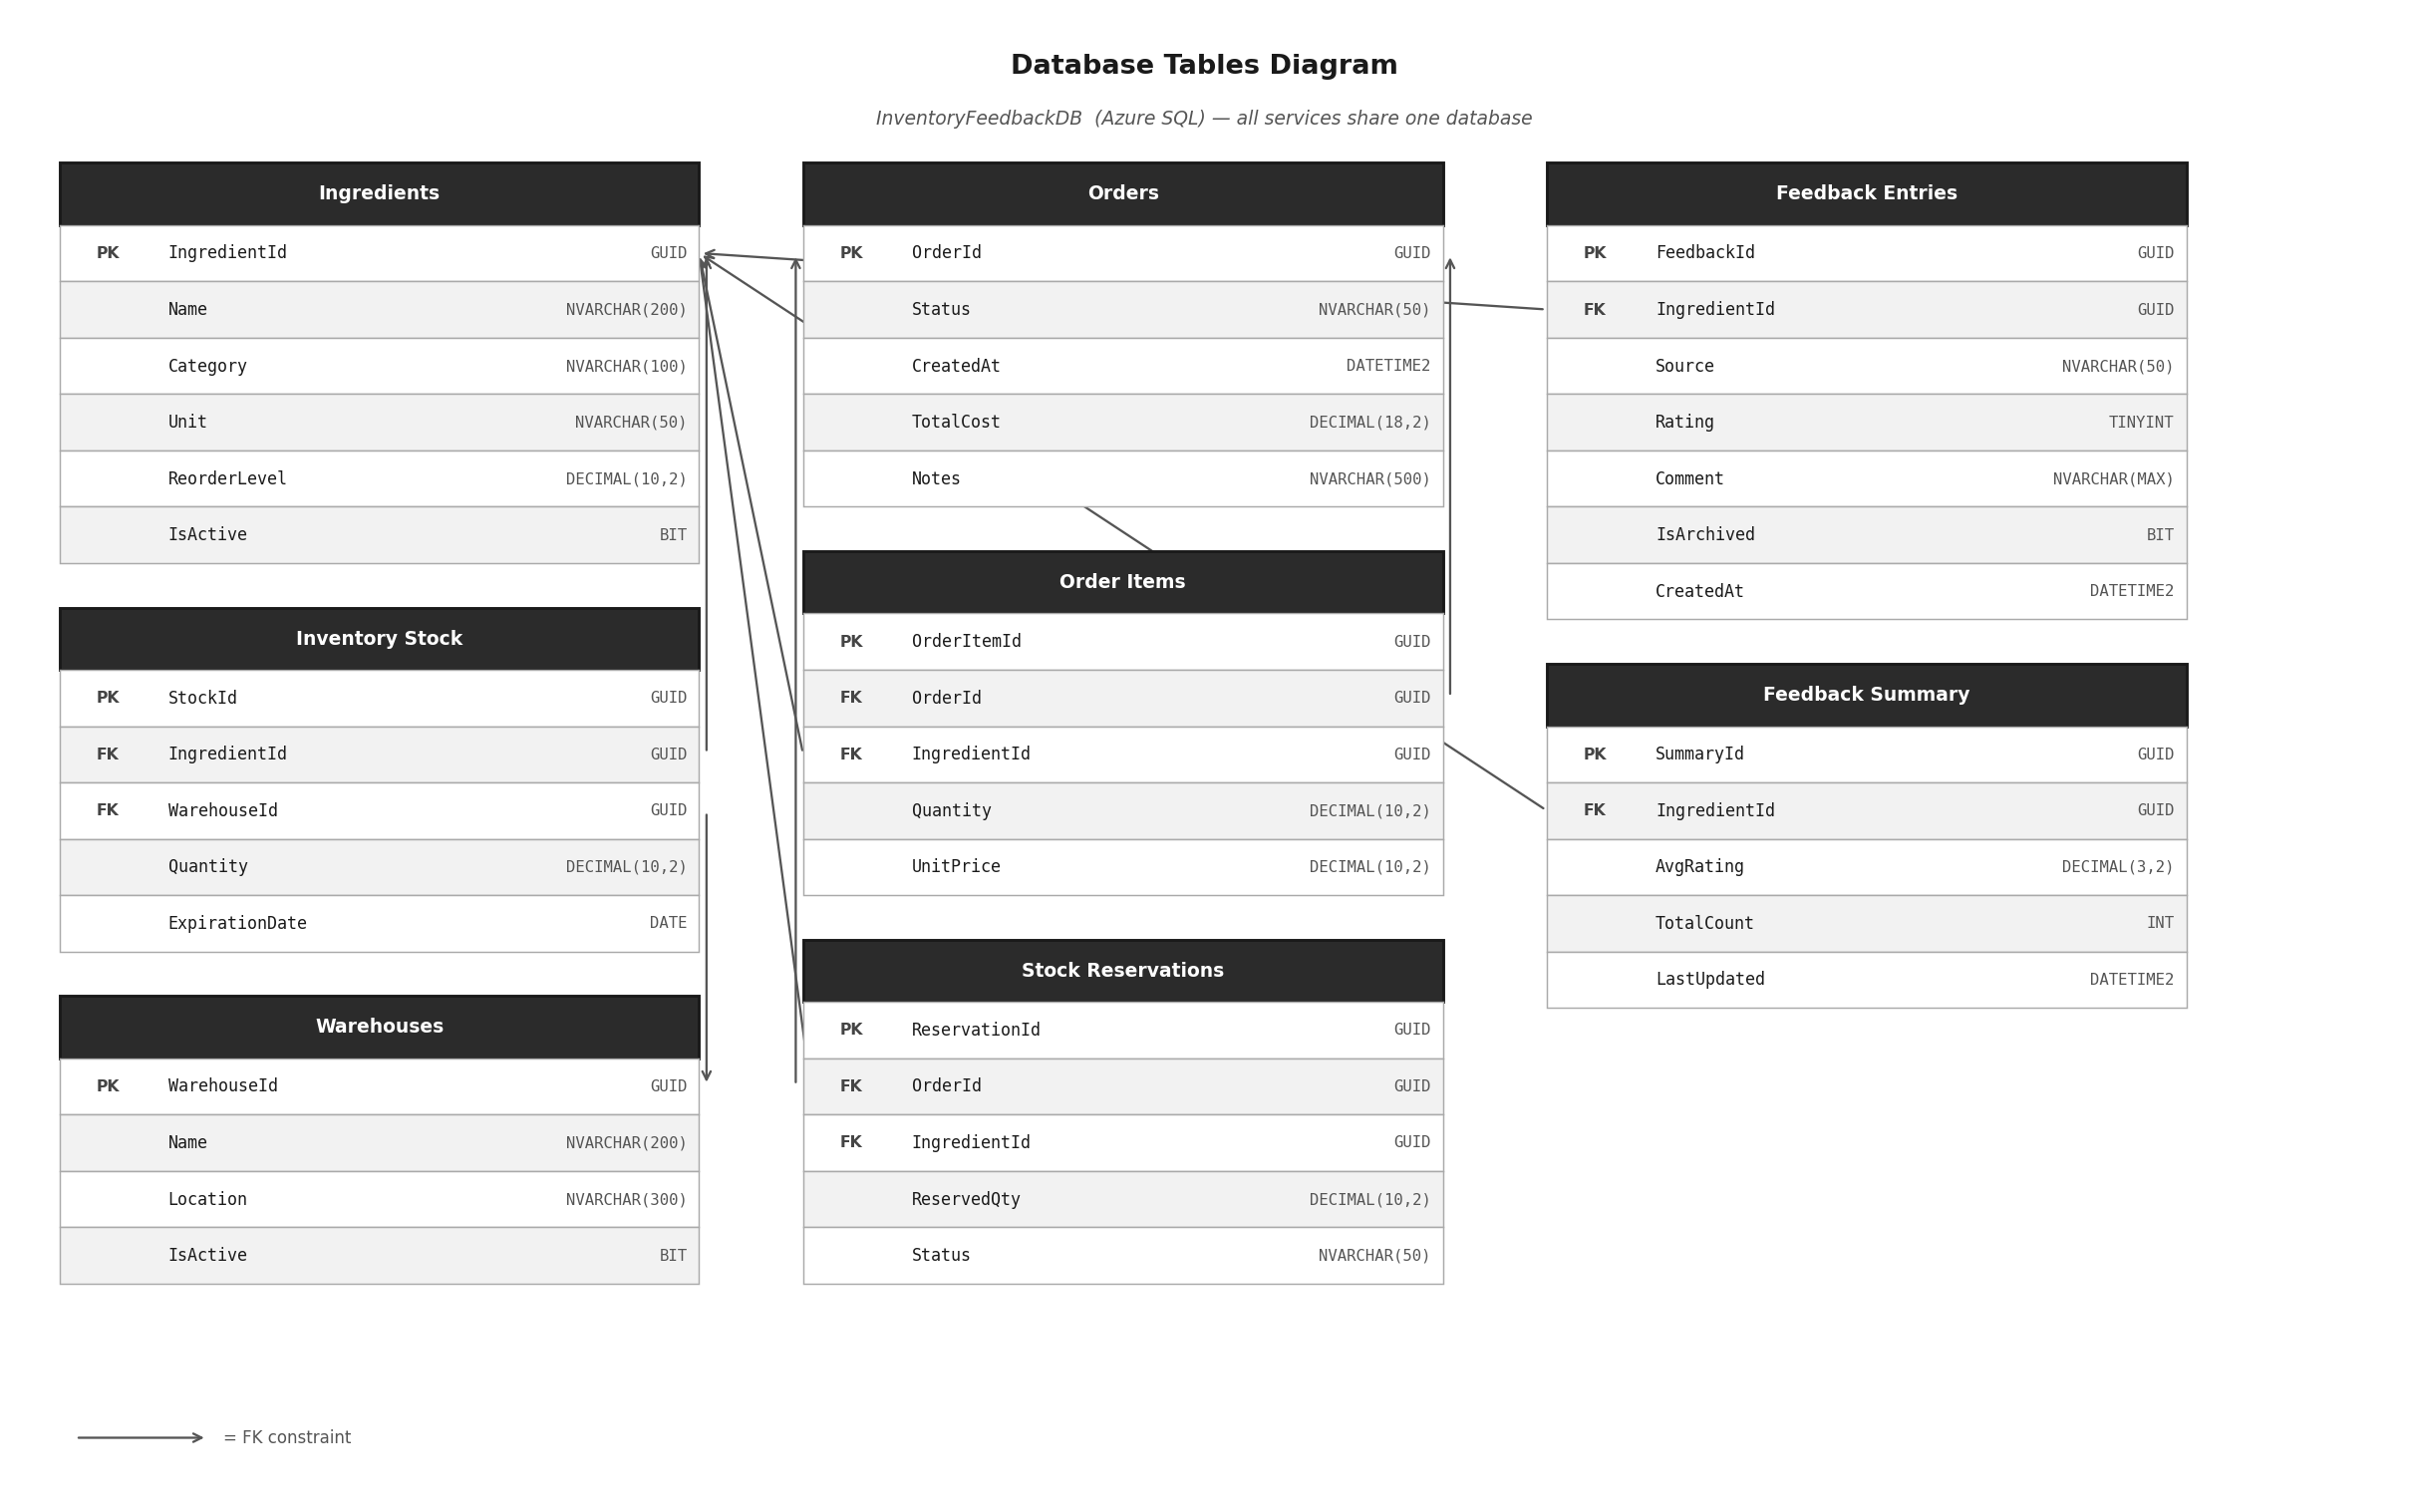 Database Tables Diagram
InventoryFeedbackDB (Azure SQL) — all services share one database
Ingredients
PK IngredientId GUID
Name NVARCHAR(200)
Category NVARCHAR(100)
Unit NVARCHAR(50)
ReorderLevel DECIMAL(10,2)
IsActive BIT
Inventory Stock
PK StockId GUID
FK IngredientId GUID
FK WarehouseId GUID
Quantity DECIMAL(10,2)
ExpirationDate DATE
Warehouses
PK WarehouseId GUID
Name NVARCHAR(200)
Location NVARCHAR(300)
IsActive BIT
Orders
PK OrderId GUID
Status NVARCHAR(50)
CreatedAt DATETIME2
TotalCost DECIMAL(18,2)
Notes NVARCHAR(500)
Order Items
PK OrderItemId GUID
FK OrderId GUID
FK IngredientId GUID
Quantity DECIMAL(10,2)
UnitPrice DECIMAL(10,2)
Stock Reservations
PK ReservationId GUID
FK OrderId GUID
FK IngredientId GUID
ReservedQty DECIMAL(10,2)
Status NVARCHAR(50)
Feedback Entries
PK FeedbackId GUID
FK IngredientId GUID
Source NVARCHAR(50)
Rating TINYINT
Comment NVARCHAR(MAX)
IsArchived BIT
CreatedAt DATETIME2
Feedback Summary
PK SummaryId GUID
FK IngredientId GUID
AvgRating DECIMAL(3,2)
TotalCount INT
LastUpdated DATETIME2
= FK constraint